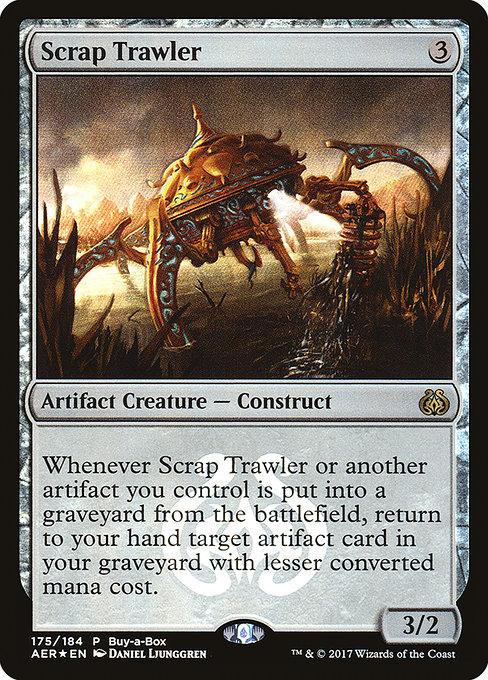 Scrap Trawler 3
Artifact Creature — Construct
Whenever Scrap Trawler or another
artifact you control is put into a
graveyard from the battlefield, return
to your hand target artifact card in
your graveyard with lesser converted
mana cost.
3/2
175/184 P Buy-a-Box
AER★EN Daniel Ljunggren ™ & © 2017 Wizards of the Coast